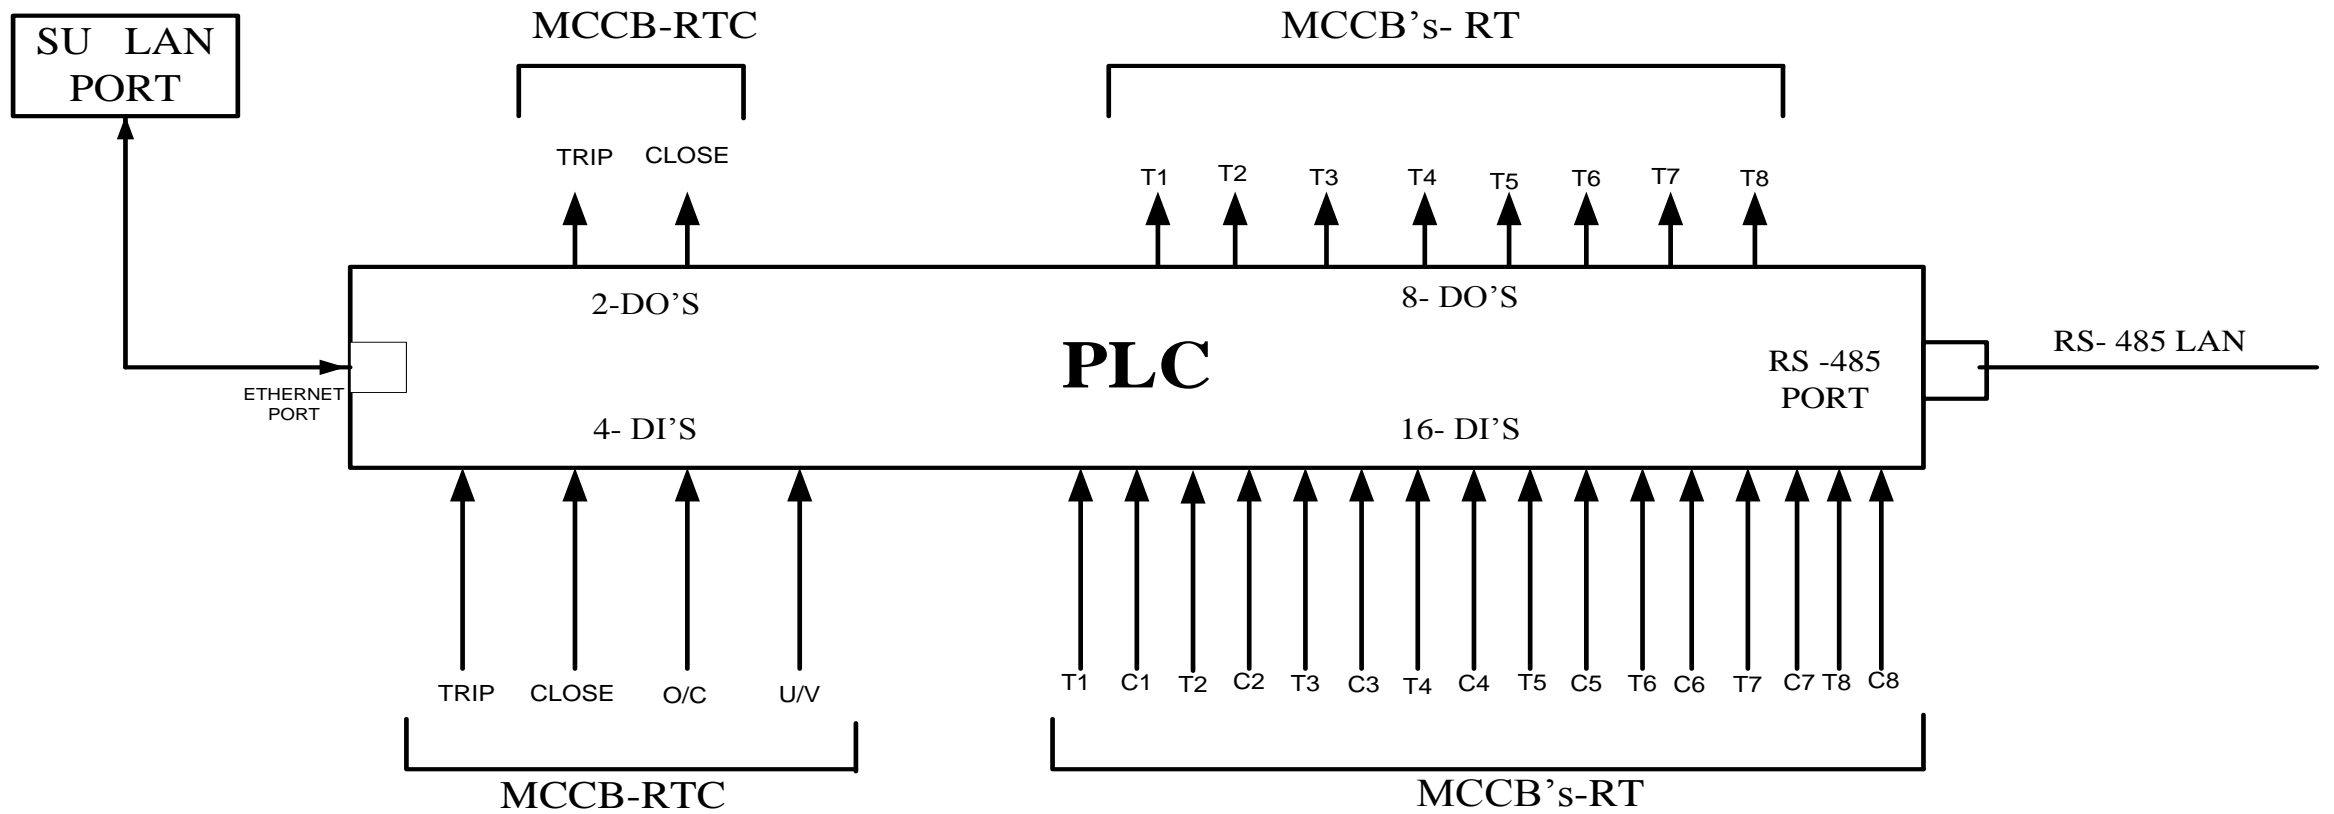 SU LAN
PORT
MCCB-RTC
MCCB's- RT
TRIP CLOSE
T1 T2 T3 T4 T5 T6 T7 T8
2-DO'S
8- DO'S
PLC
ETHERNET
PORT
RS -485
PORT
RS- 485 LAN
4- DI'S
16- DI'S
TRIP CLOSE O/C U/V
T1 C1 T2 C2 T3 C3 T4 C4 T5 C5 T6 C6 T7 C7 T8 C8
MCCB-RTC
MCCB's-RT